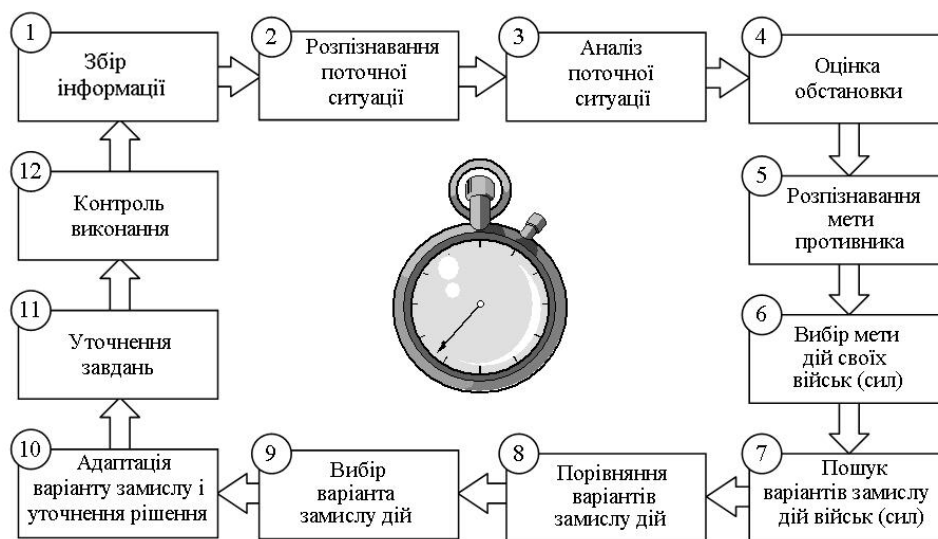 1
Збір
інформації
2
Розпізнавання
поточної
ситуації
3
Аналіз
поточної
ситуації
4
Оцінка
обстановки
5
Розпізнавання
мети
противника
6
Вибір мети
дій своїх
військ (сил)
7
Пошук
варіантів замислу
дій військ (сил)
8
Порівняння
варіантів
замислу дій
9
Вибір
варіанта
замислу дій
10
Адаптація
варіанту замислу і
уточнення рішення
11
Уточнення
завдань
12
Контроль
виконання